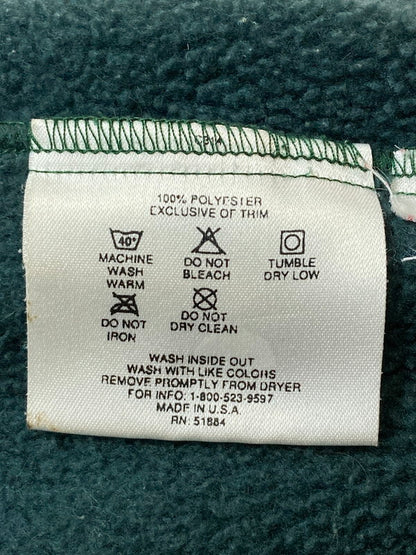 100% POLYESTER
EXCLUSIVE OF TRIM
40°
MACHINE WASH WARM
DO NOT BLEACH
TUMBLE DRY LOW
DO NOT IRON
DO NOT DRY CLEAN
WASH INSIDE OUT
WASH WITH LIKE COLORS
REMOVE PROMPTLY FROM DRYER
FOR INFO: 1-800-523-9597
MADE IN U.S.A.
RN: 51884